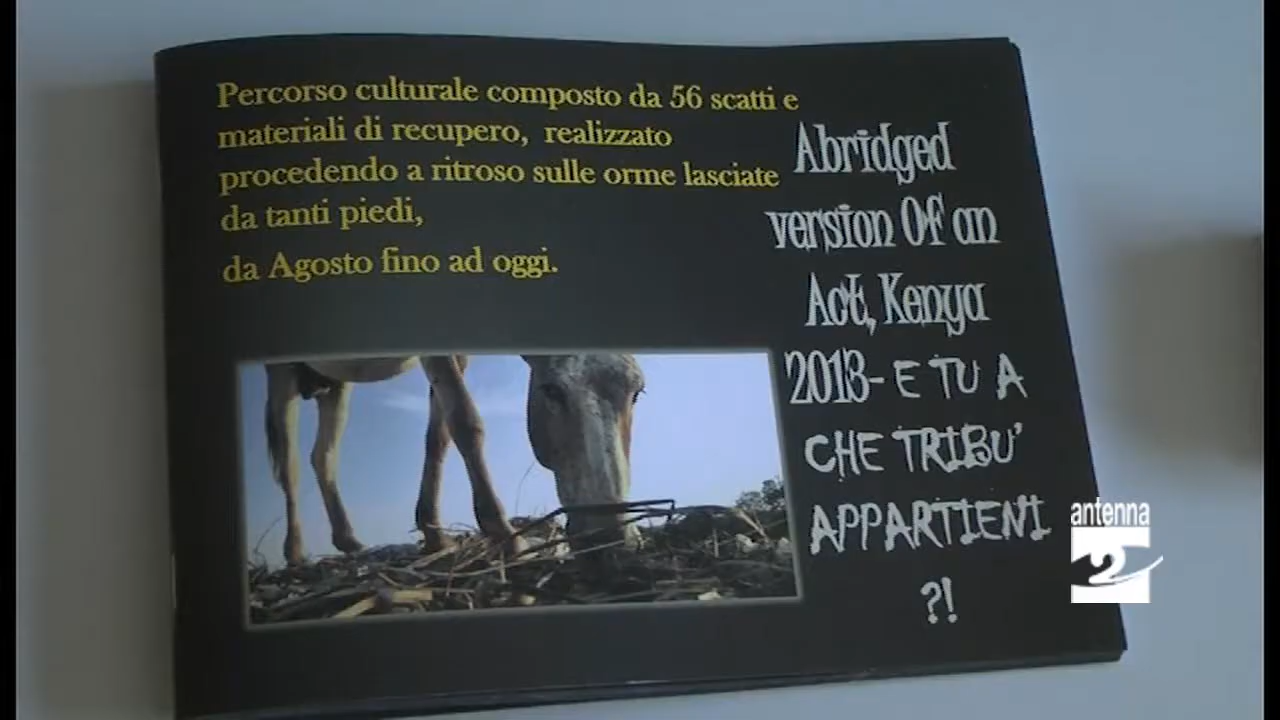 Percorso culturale composto da 56 scatti e
materiali di recupero, realizzato
procedendo a ritroso sulle orme lasciate
da tanti piedi,
da Agosto fino ad oggi.
Abridged
version Of an
Act, Kenya
2013- E TU A
CHE TRIBU'
APPARTIENI
?!
antenna
2